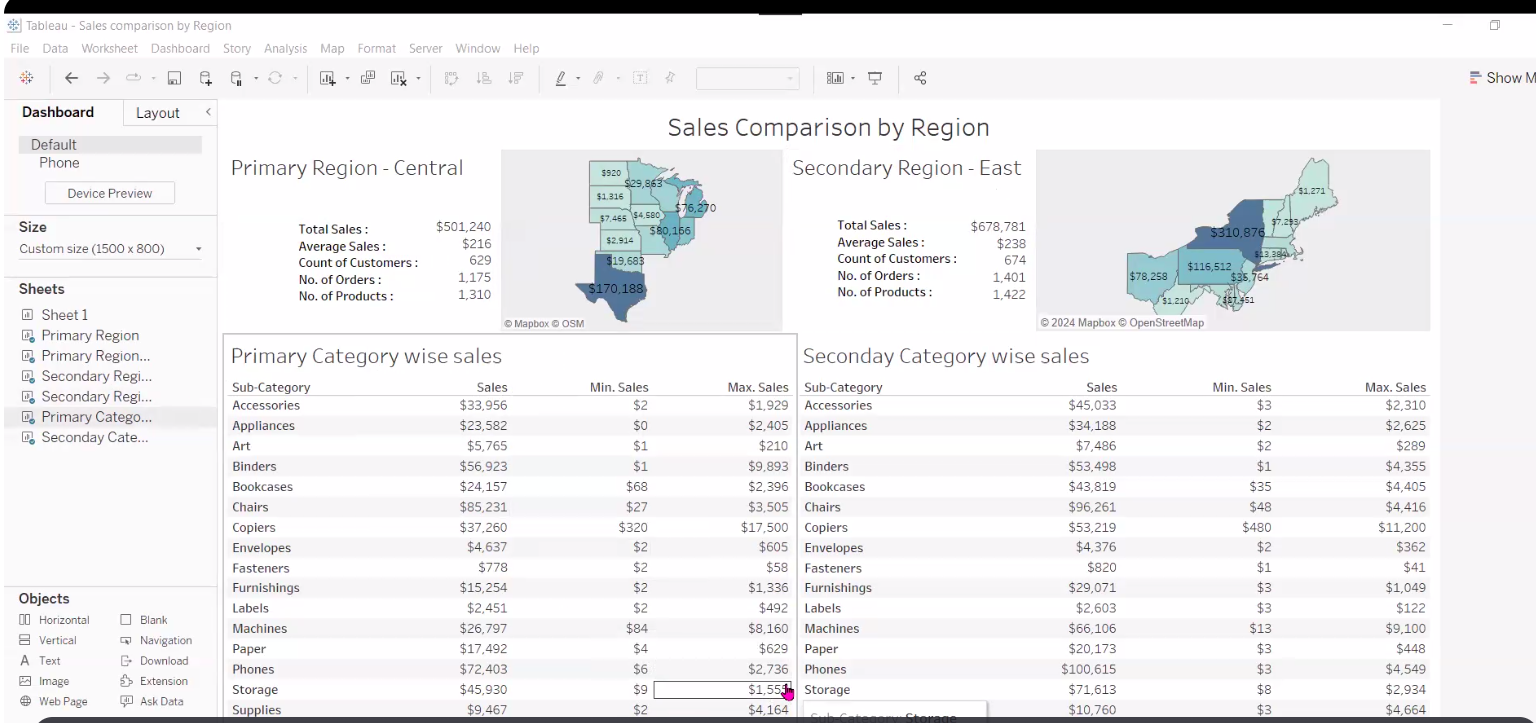 Tableau - Sales comparison by Region
File Data Worksheet Dashboard Story Analysis Map Format Server Window Help
Show M
Dashboard Layout
Default
Phone
Device Preview
Size
Custom size (1500 x 800)
Sheets
Sheet 1
Primary Region
Primary Region...
Secondary Regi...
Secondary Regi...
Primary Catego...
Seconday Cate...
Objects
Horizontal Blank
Vertical Navigation
Text Download
Image Extension
Web Page Ask Data
Sales Comparison by Region
Primary Region - Central
Total Sales : $501,240
Average Sales : $216
Count of Customers : 629
No. of Orders : 1,175
No. of Products : 1,310
$920
$29,863
$1,316
$76,270
$7,465
$4,580
$80,166
$2,914
$19,683
$170,188
© Mapbox © OSM
Secondary Region - East
Total Sales : $678,781
Average Sales : $238
Count of Customers : 674
No. of Orders : 1,401
No. of Products : 1,422
$1,271
$7,293
$310,876
$13,384
$116,512
$78,258
$35,764
$1,210
© 2024 Mapbox © OpenStreetMap
Primary Category wise sales
Sub-Category Sales Min. Sales Max. Sales
Accessories $33,956 $2 $1,929
Appliances $23,582 $0 $2,405
Art $5,765 $1 $210
Binders $56,923 $1 $9,893
Bookcases $24,157 $68 $2,396
Chairs $85,231 $27 $3,505
Copiers $37,260 $320 $17,500
Envelopes $4,637 $2 $605
Fasteners $778 $2 $58
Furnishings $15,254 $2 $1,336
Labels $2,451 $2 $492
Machines $26,797 $84 $8,160
Paper $17,492 $4 $629
Phones $72,403 $6 $2,736
Storage $45,930 $9
Supplies $9,467 $2 $4,164
Seconday Category wise sales
Sub-Category Sales Min. Sales Max. Sales
Accessories $45,033 $3 $2,310
Appliances $34,188 $2 $2,625
Art $7,486 $2 $289
Binders $53,498 $1 $4,355
Bookcases $43,819 $35 $4,405
Chairs $96,261 $48 $4,416
Copiers $53,219 $480 $11,200
Envelopes $4,376 $2 $362
Fasteners $820 $1 $41
Furnishings $29,071 $3 $1,049
Labels $2,603 $3 $122
Machines $66,106 $13 $9,100
Paper $20,173 $3 $448
Phones $100,615 $3 $4,549
Storage $71,613 $8 $2,934
Supplies $10,760 $3 $4,664
Sub-Category: Storage